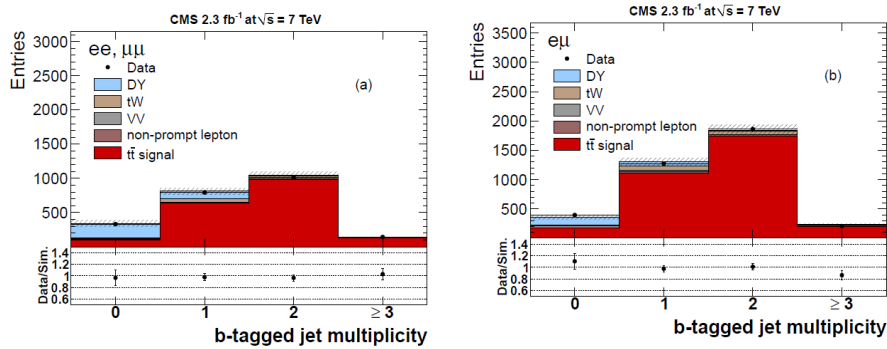 CMS 2.3 fb⁻¹ at √s = 7 TeV
Entries
3000
2500
2000
1500
1000
500
ee, μμ
(a)
Data
DY
tW
VV
non-prompt lepton
tt̄ signal
Data/Sim.
1.4
1.2
1
0.8
0.6
0 1 2 ≥ 3
b-tagged jet multiplicity
CMS 2.3 fb⁻¹ at √s = 7 TeV
Entries
3500
3000
2500
2000
1500
1000
500
eμ
(b)
Data
DY
tW
VV
non-prompt lepton
tt̄ signal
Data/Sim.
1.4
1.2
1
0.8
0.6
0 1 2 ≥ 3
b-tagged jet multiplicity